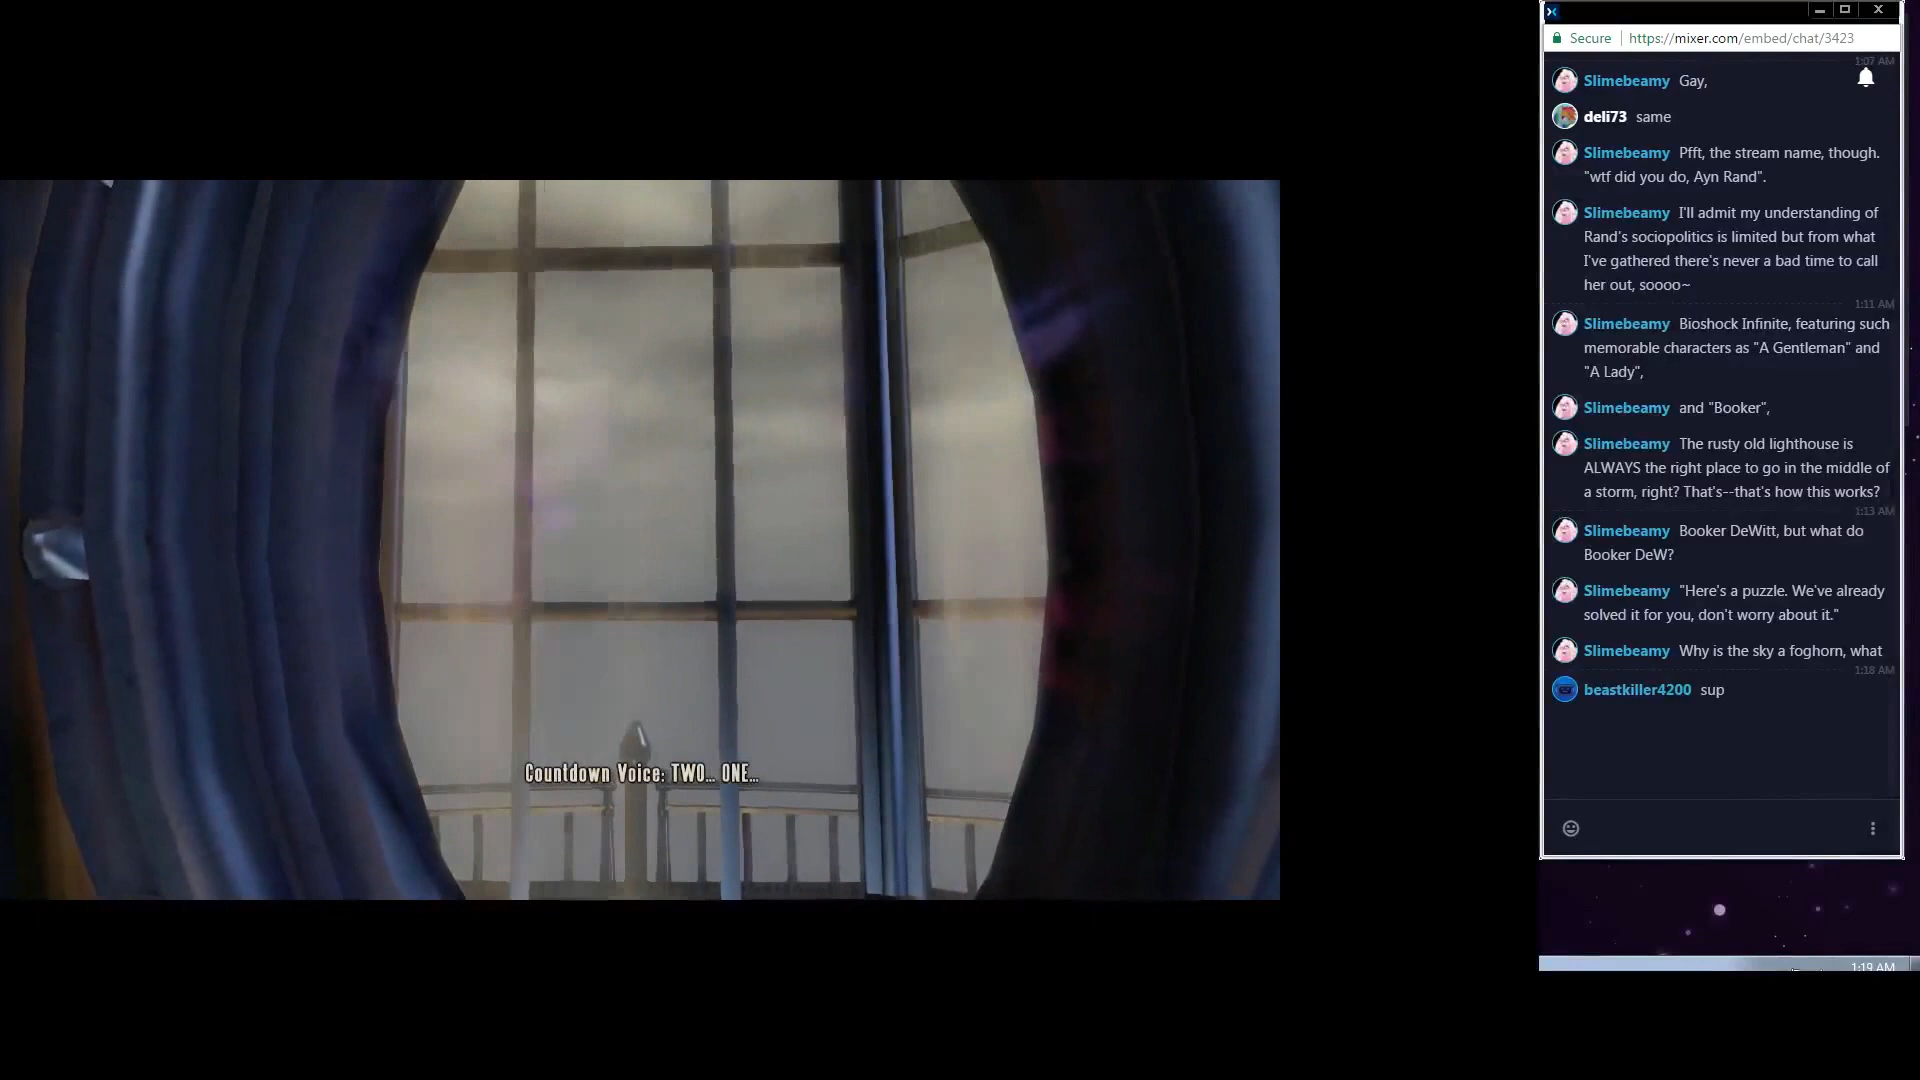 Countdown Voice: TWO... ONE...
Secure https://mixer.com/embed/chat/3423
1:07 AM
Slimebeamy Gay,
deli73 same
Slimebeamy Pfft, the stream name, though.
"wtf did you do, Ayn Rand".
Slimebeamy I'll admit my understanding of
Rand's sociopolitics is limited but from what
I've gathered there's never a bad time to call
her out, soooo~
1:11 AM
Slimebeamy Bioshock Infinite, featuring such
memorable characters as "A Gentleman" and
"A Lady",
Slimebeamy and "Booker",
Slimebeamy The rusty old lighthouse is
ALWAYS the right place to go in the middle of
a storm, right? That's--that's how this works?
1:13 AM
Slimebeamy Booker DeWitt, but what do
Booker DeW?
Slimebeamy "Here's a puzzle. We've already
solved it for you, don't worry about it."
Slimebeamy Why is the sky a foghorn, what
1:18 AM
beastkiller4200 sup
1:19 AM